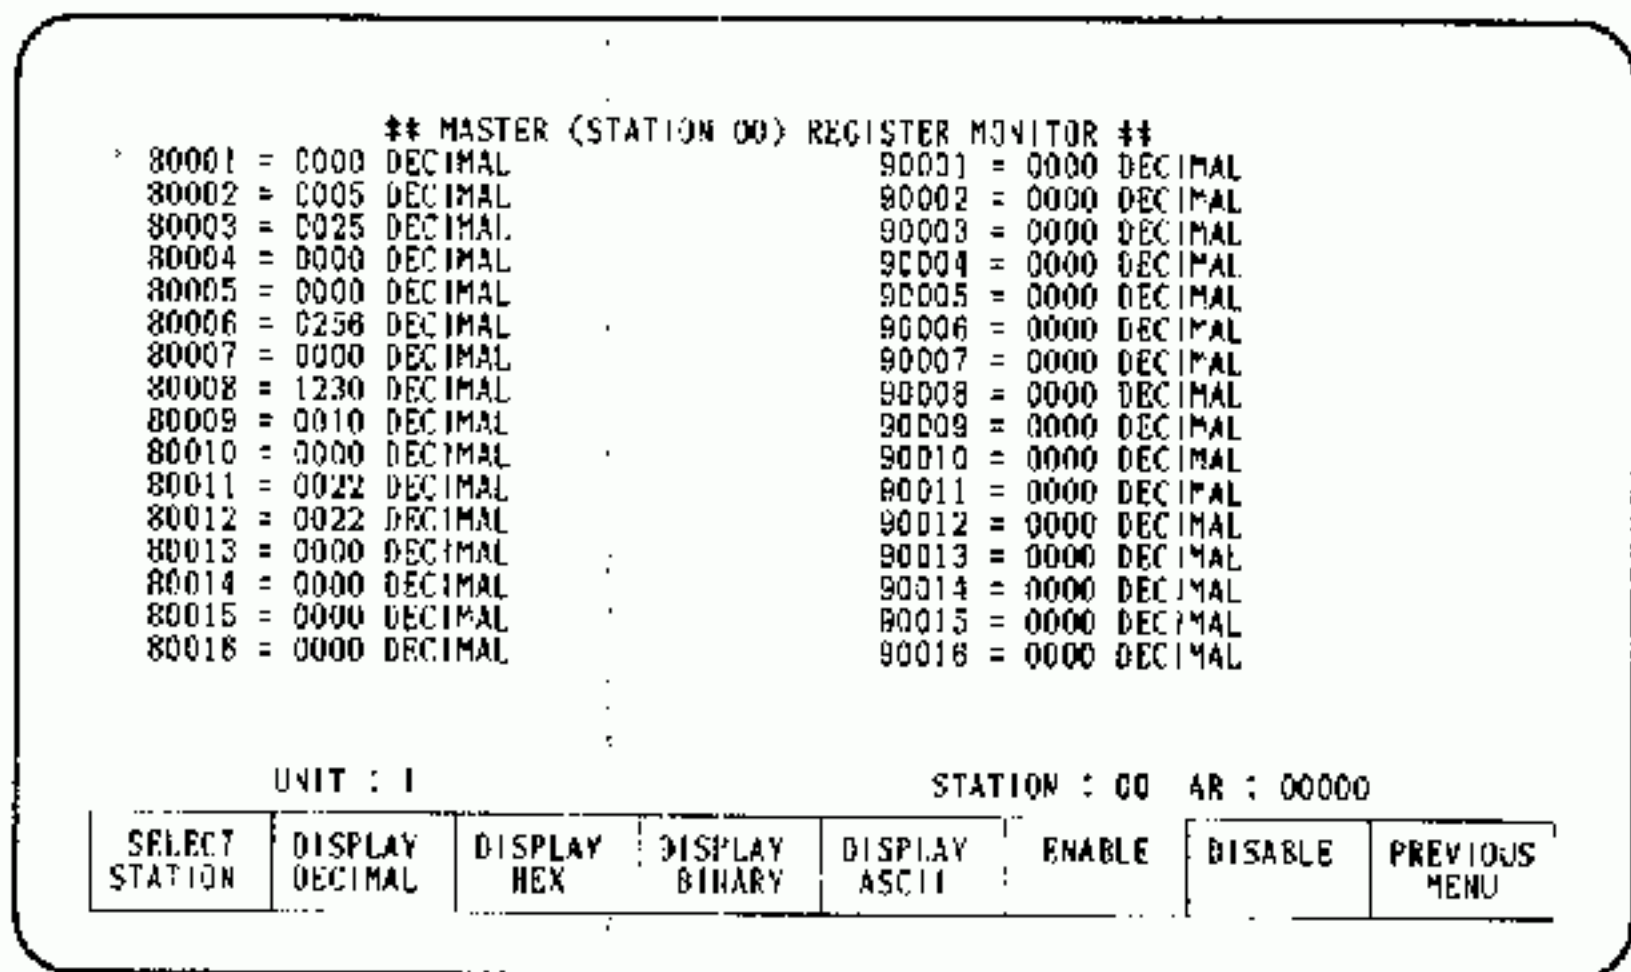 ** MASTER (STATION 00) REGISTER MONITOR **
80001 = 0000 DECIMAL 90001 = 0000 DECIMAL
80002 = 0005 DECIMAL 90002 = 0000 DECIMAL
80003 = 0025 DECIMAL 90003 = 0000 DECIMAL
80004 = 0000 DECIMAL 90004 = 0000 DECIMAL
80005 = 0000 DECIMAL 90005 = 0000 DECIMAL
80006 = 0256 DECIMAL 90006 = 0000 DECIMAL
80007 = 0000 DECIMAL 90007 = 0000 DECIMAL
80008 = 1230 DECIMAL 90008 = 0000 DECIMAL
80009 = 0010 DECIMAL 90009 = 0000 DECIMAL
80010 = 0000 DECIMAL 90010 = 0000 DECIMAL
80011 = 0022 DECIMAL 90011 = 0000 DECIMAL
80012 = 0022 DECIMAL 90012 = 0000 DECIMAL
80013 = 0000 DECIMAL 90013 = 0000 DECIMAL
80014 = 0000 DECIMAL 90014 = 0000 DECIMAL
80015 = 0000 DECIMAL 90015 = 0000 DECIMAL
80016 = 0000 DECIMAL 90016 = 0000 DECIMAL
UNIT : 1 STATION : 00 AR : 00000
SELECT DISPLAY DISPLAY DISPLAY DISPLAY ENABLE DISABLE PREVIOUS
STATION DECIMAL HEX BINARY ASCII MENU